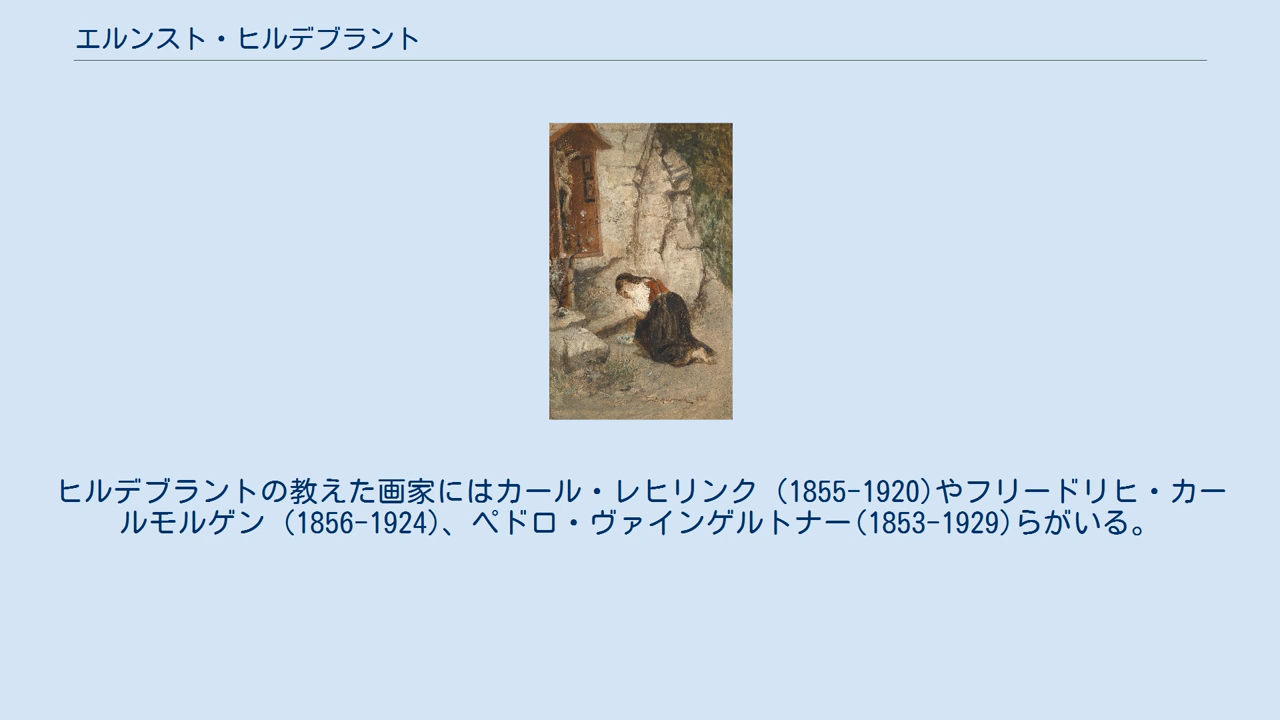 エルンスト・ヒルデブラント
ヒルデブラントの教えた画家にはカール・レヒリンク (1855-1920)やフリードリヒ・カー
ルモルゲン (1856-1924)、ペドロ・ヴァインゲルトナー(1853-1929)らがいる。